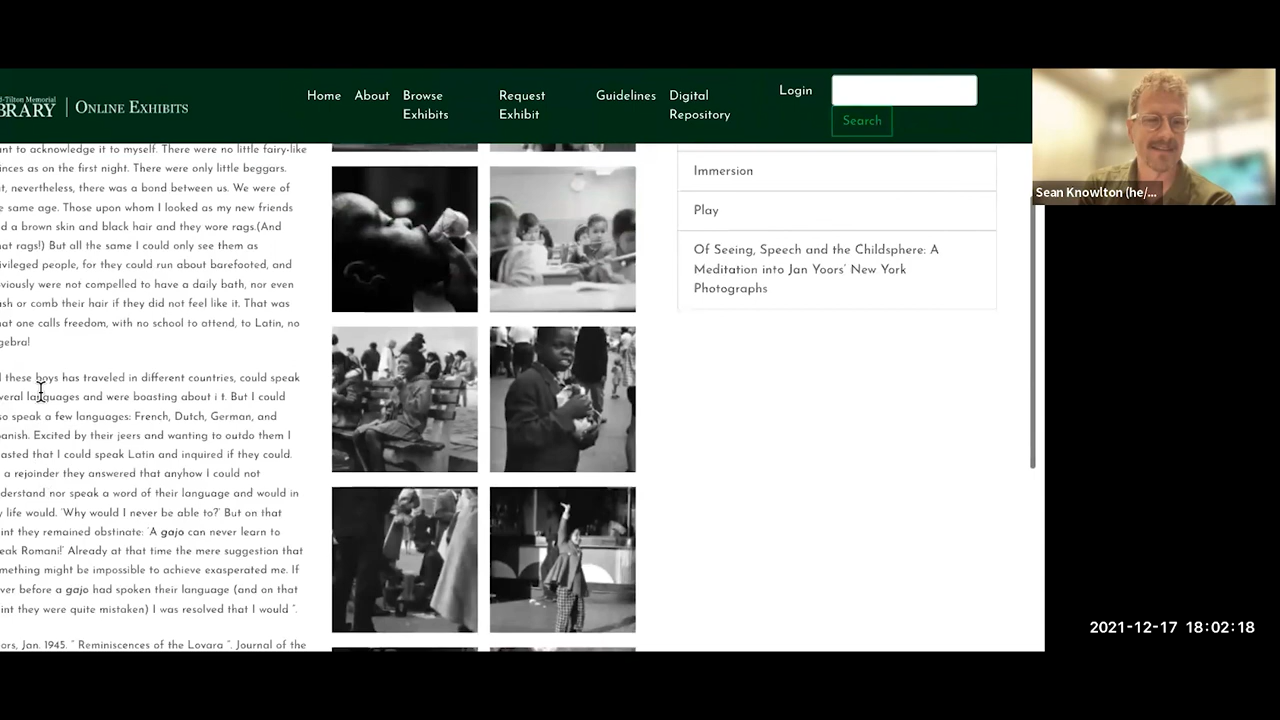 d-Tilton Memorial
BRARY | ONLINE EXHIBITS
Home About Browse Exhibits Request Exhibit Guidelines Digital Repository Login
Search
ant to acknowledge it to myself. There were no little fairy-like
inces as on the first night. There were only little beggars.
t, nevertheless, there was a bond between us. We were of
e same age. Those upon whom I looked as my new friends
d a brown skin and black hair and they wore rags.(And
at rags!) But all the same I could only see them as
ivileged people, for they could run about barefooted, and
viously were not compelled to have a daily bath, nor even
sh or comb their hair if they did not feel like it. That was
at one calls freedom, with no school to attend, to Latin, no
gebra!
l these boys has traveled in different countries, could speak
veral languages and were boasting about i t. But I could
so speak a few languages: French, Dutch, German, and
anish. Excited by their jeers and wanting to outdo them I
asted that I could speak Latin and inquired if they could.
a rejoinder they answered that anyhow I could not
derstand nor speak a word of their language and would in
y life would. 'Why would I never be able to?' But on that
int they remained obstinate: 'A gajo can never learn to
eak Romani!' Already at that time the mere suggestion that
mething might be impossible to achieve exasperated me. If
ver before a gajo had spoken their language (and on that
int they were quite mistaken) I was resolved that I would ".
ors, Jan. 1945. " Reminiscences of the Lovara ". Journal of the
Immersion
Play
Of Seeing, Speech and the Childsphere: A
Meditation into Jan Yoors' New York
Photographs
Sean Knowlton (he/...
2021-12-17 18:02:18